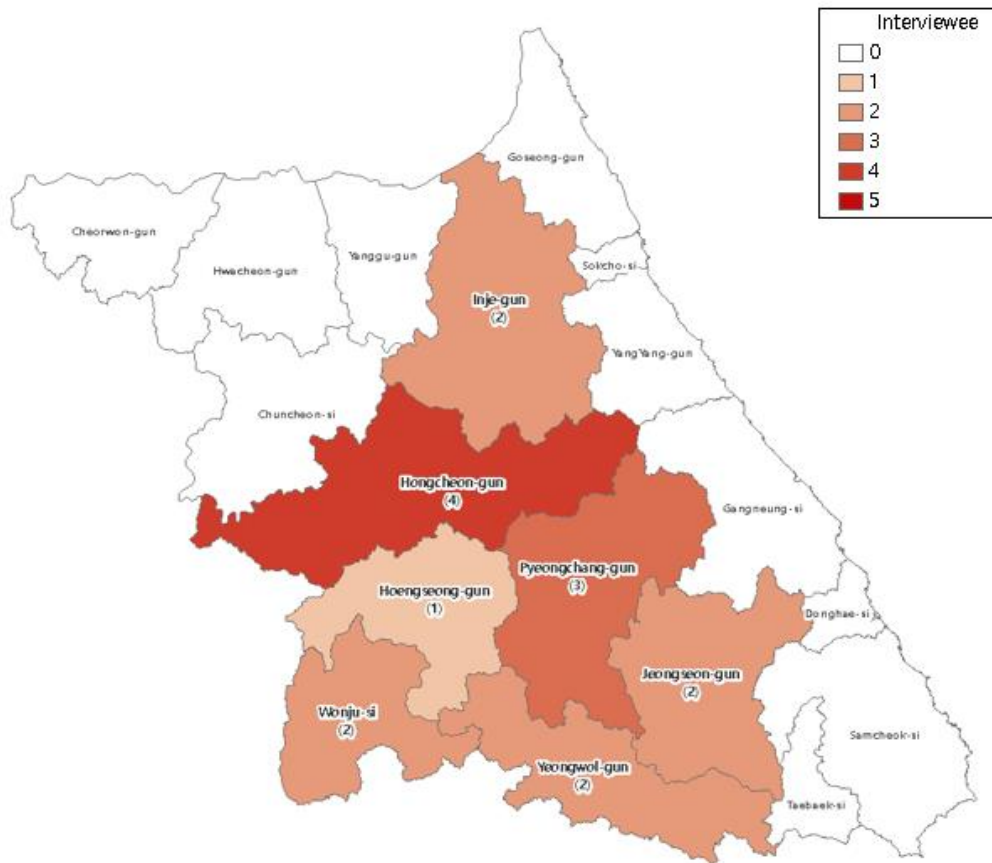 Interviewee
0
1
2
3
4
5
Goseong-gun
Cheorwon-gun
Hwacheon-gun
Yanggu-gun
Sokcho-si
Inje-gun
(2)
YangYang-gun
Chuncheon-si
Hongcheon-gun
(4)
Gangneung-si
Pyeongchang-gun
(3)
Hoengseong-gun
(1)
Donghae-si
Jeongseon-gun
(2)
Wonju-si
(2)
Samcheok-si
Yeongwol-gun
(2)
Taebaek-si